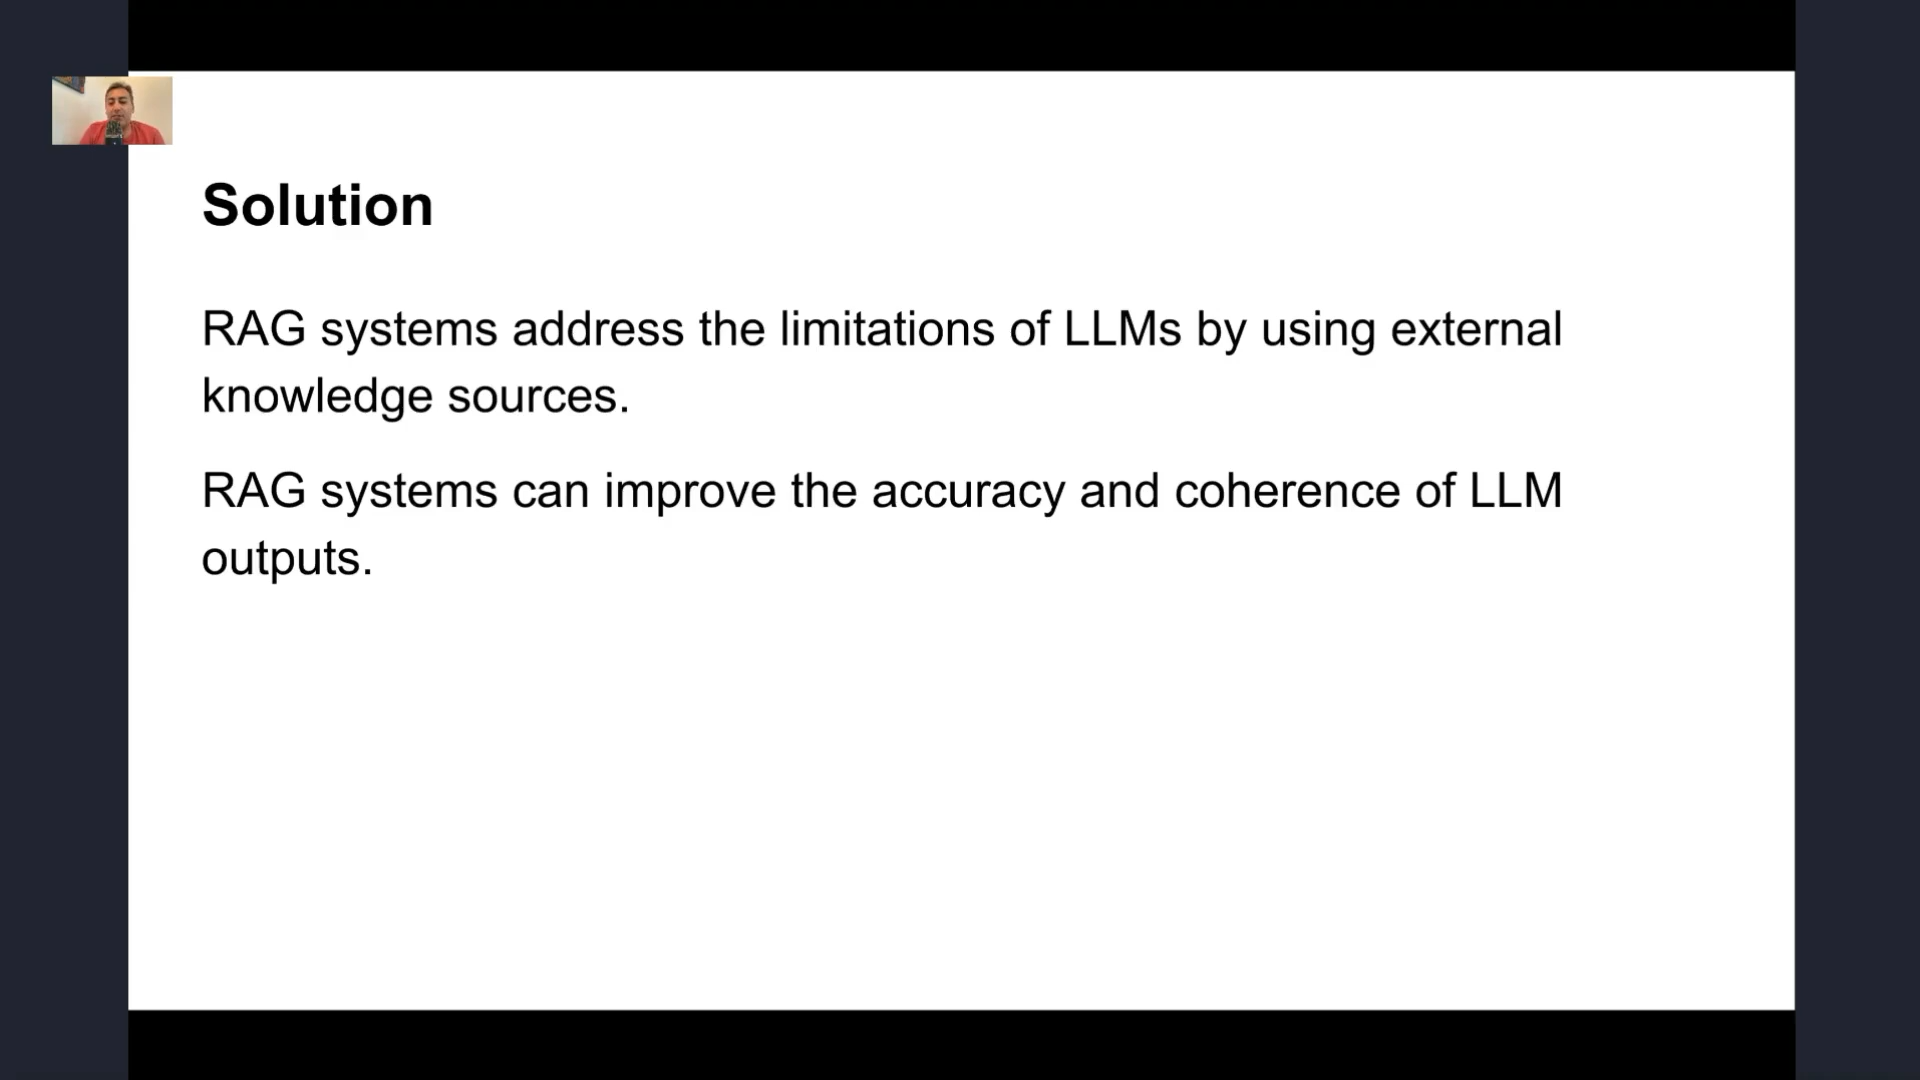 Solution
RAG systems address the limitations of LLMs by using external
knowledge sources.
RAG systems can improve the accuracy and coherence of LLM
outputs.